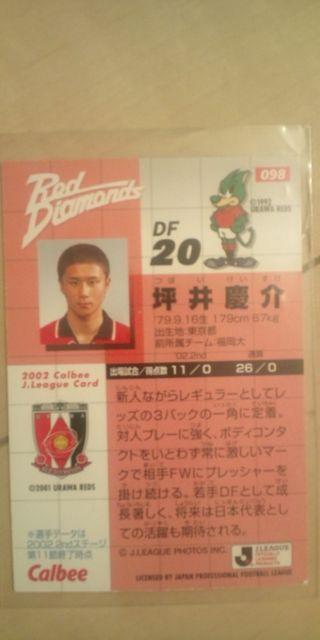 Red
Diamonds
098
©1992
URAWA REDS
DF
20
つぼ い けい すけ
坪井慶介
'79.9.16生 179cm 67kg
出生地:東京都
前所属チーム:福岡大
'02.2nd 通算
出場試合/得点数 11/0 26/0
2002 Calbee
J.League Card
©2001 URAWA REDS
新人ながらレギュラーとしてレ
ッズの3バックの一角に定着。
対人プレーに強く、ボディコンタ
クトをいとわず常に激しいマー
クで相手FWにプレッシャーを
掛け続ける。若手DFとして成
長著しく、将来は日本代表とし
ての活躍も期待される。
※選手データは
2002.2ndステージ
第11節終了時点
Calbee
© J.LEAGUE PHOTOS INC.
J.LEAGUE
LICENSED BY JAPAN PROFESSIONAL FOOTBALL LEAGUE